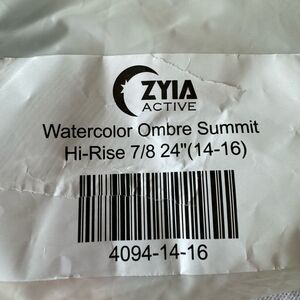 ZYIA
ACTIVE
Watercolor Ombre Summit
Hi-Rise 7/8 24"(14-16)
4094-14-16